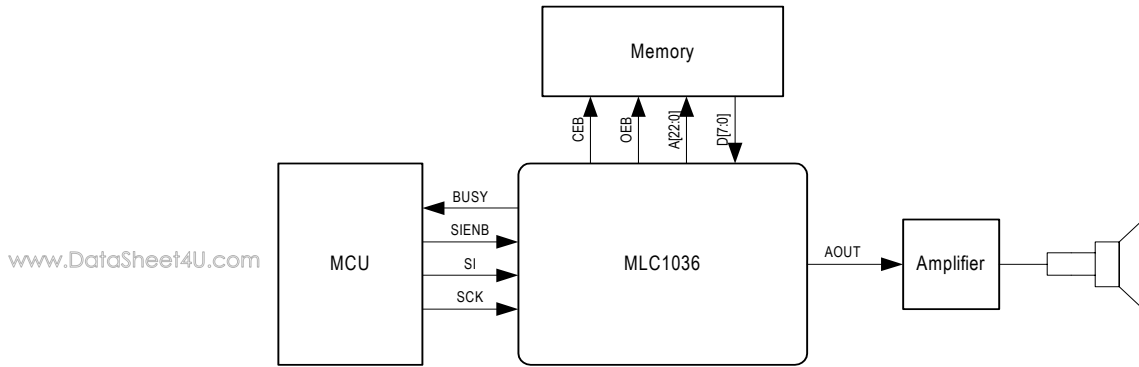 Memory
CEB
OEB
A[22:0]
D[7:0]
BUSY
SIENB
SI
SCK
MCU
MLC1036
AOUT
Amplifier
www.DataSheet4U.com